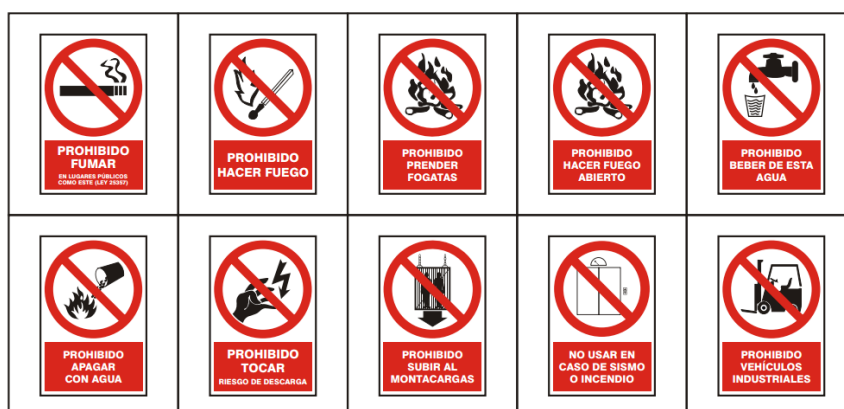 PROHIBIDO
FUMAR
EN LUGARES PÚBLICOS
COMO ESTE (LEY 25357)
PROHIBIDO
HACER FUEGO
PROHIBIDO
PRENDER
FOGATAS
PROHIBIDO
HACER FUEGO
ABIERTO
PROHIBIDO
BEBER DE ESTA
AGUA
PROHIBIDO
APAGAR
CON AGUA
PROHIBIDO
TOCAR
RIESGO DE DESCARGA
PROHIBIDO
SUBIR AL
MONTACARGAS
NO USAR EN
CASO DE SISMO
O INCENDIO
PROHIBIDO
VEHÍCULOS
INDUSTRIALES